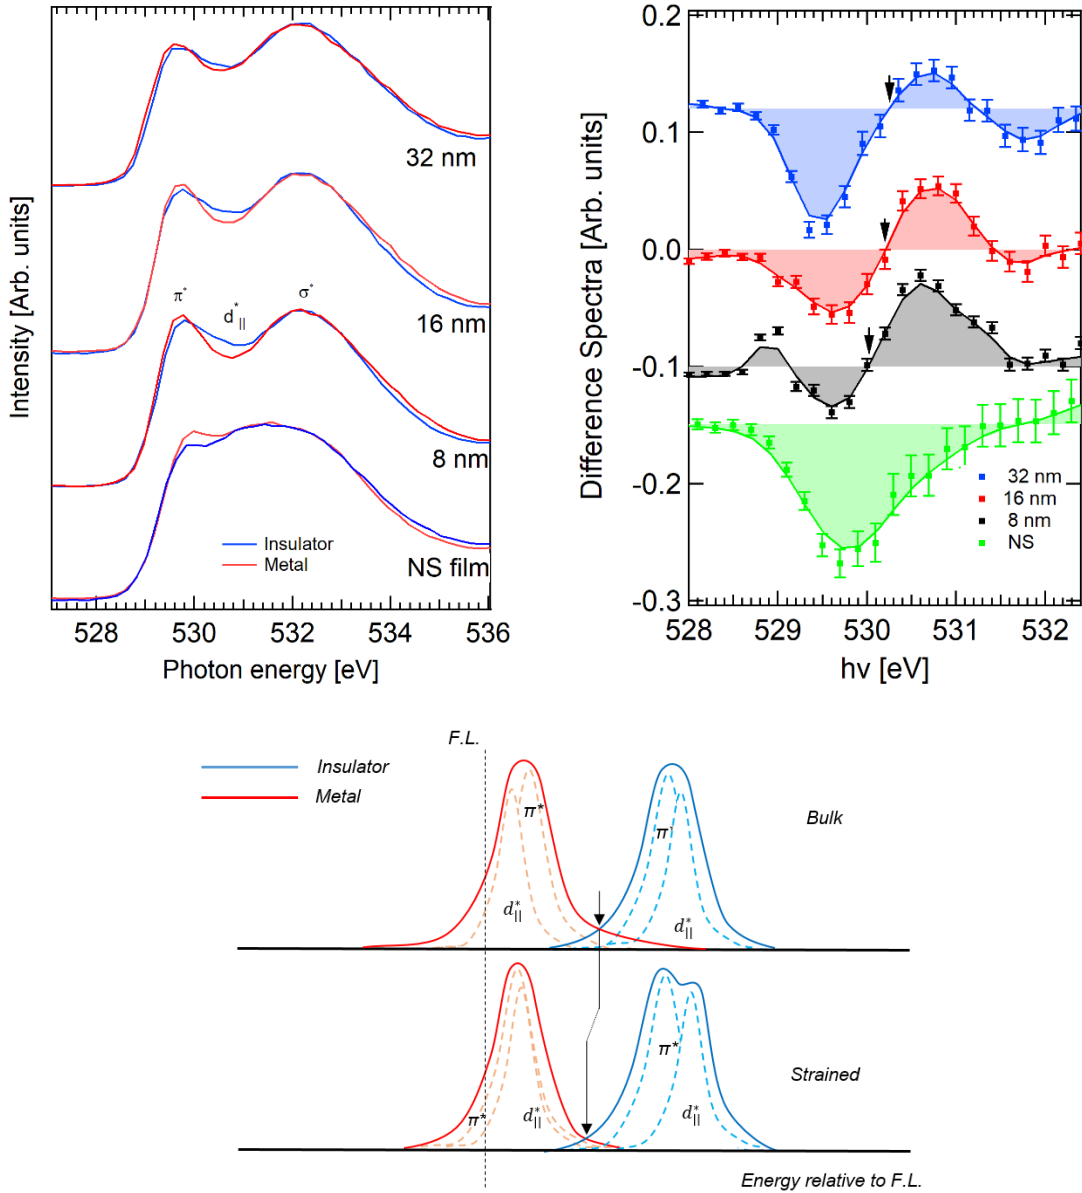 Intensity [Arb. units]
32 nm
16 nm
π*
d*||
σ*
8 nm
Insulator
Metal
NS film
528
530
532
534
536
Photon energy [eV]
Difference Spectra [Arb. units]
0.2
0.1
0.0
-0.1
-0.2
-0.3
32 nm
16 nm
8 nm
NS
528
529
530
531
532
hν [eV]
F.L.
Insulator
Metal
Bulk
π*
π*
d*||
d*||
Strained
π*
π*
d*||
d*||
Energy relative to F.L.